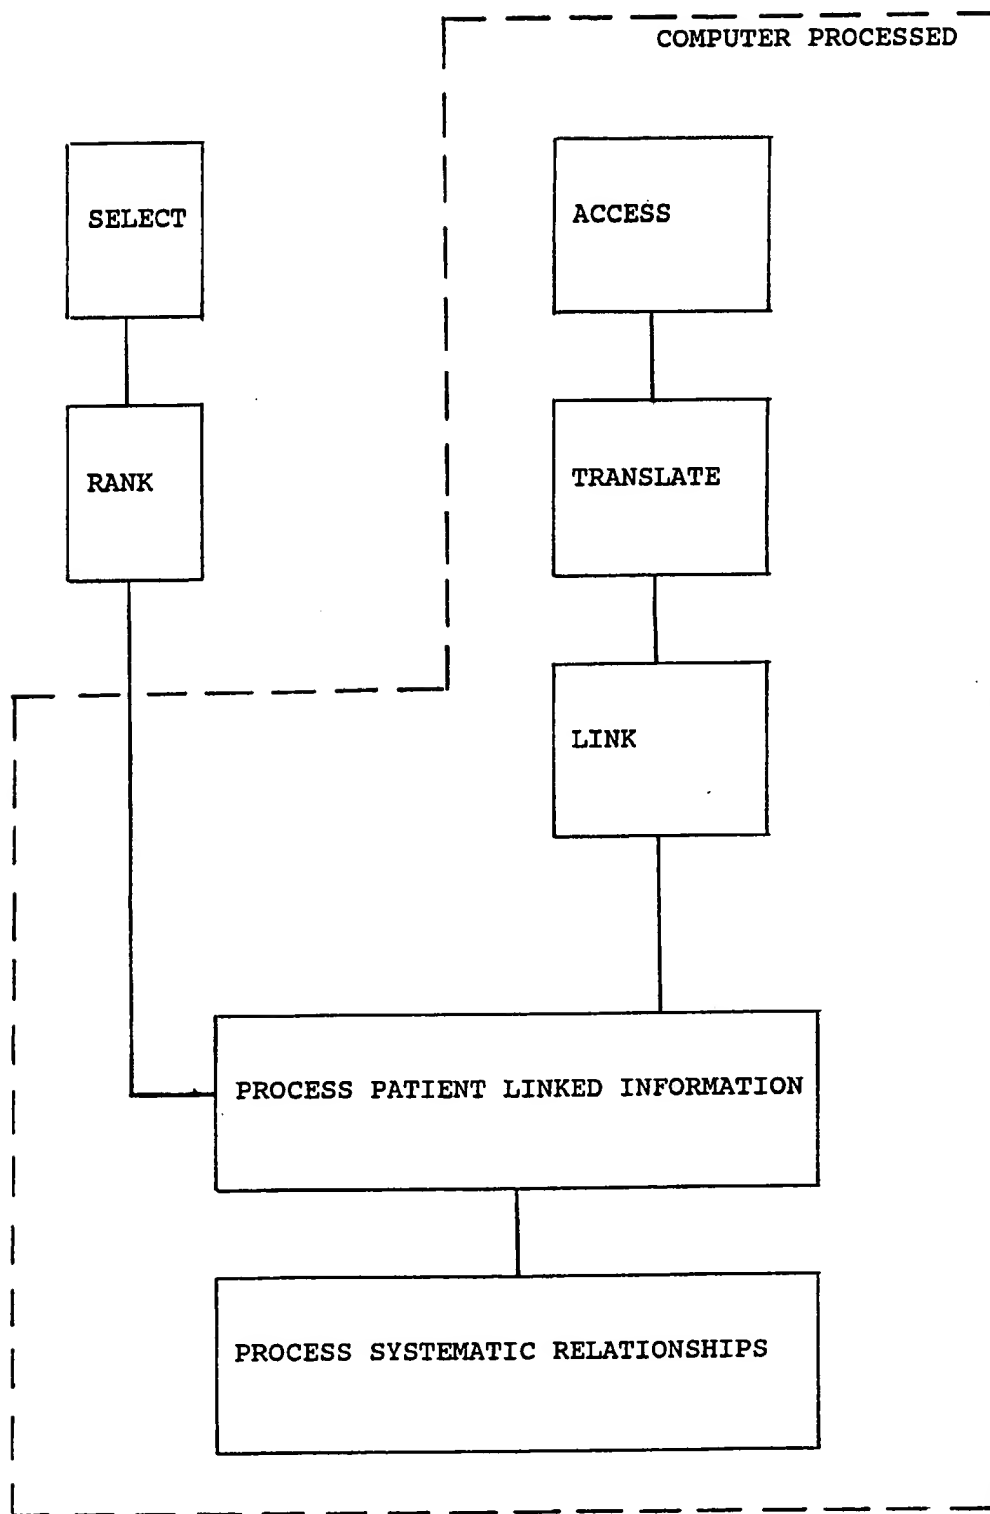 COMPUTER PROCESSED
SELECT
ACCESS
RANK
TRANSLATE
LINK
PROCESS PATIENT LINKED INFORMATION
PROCESS SYSTEMATIC RELATIONSHIPS